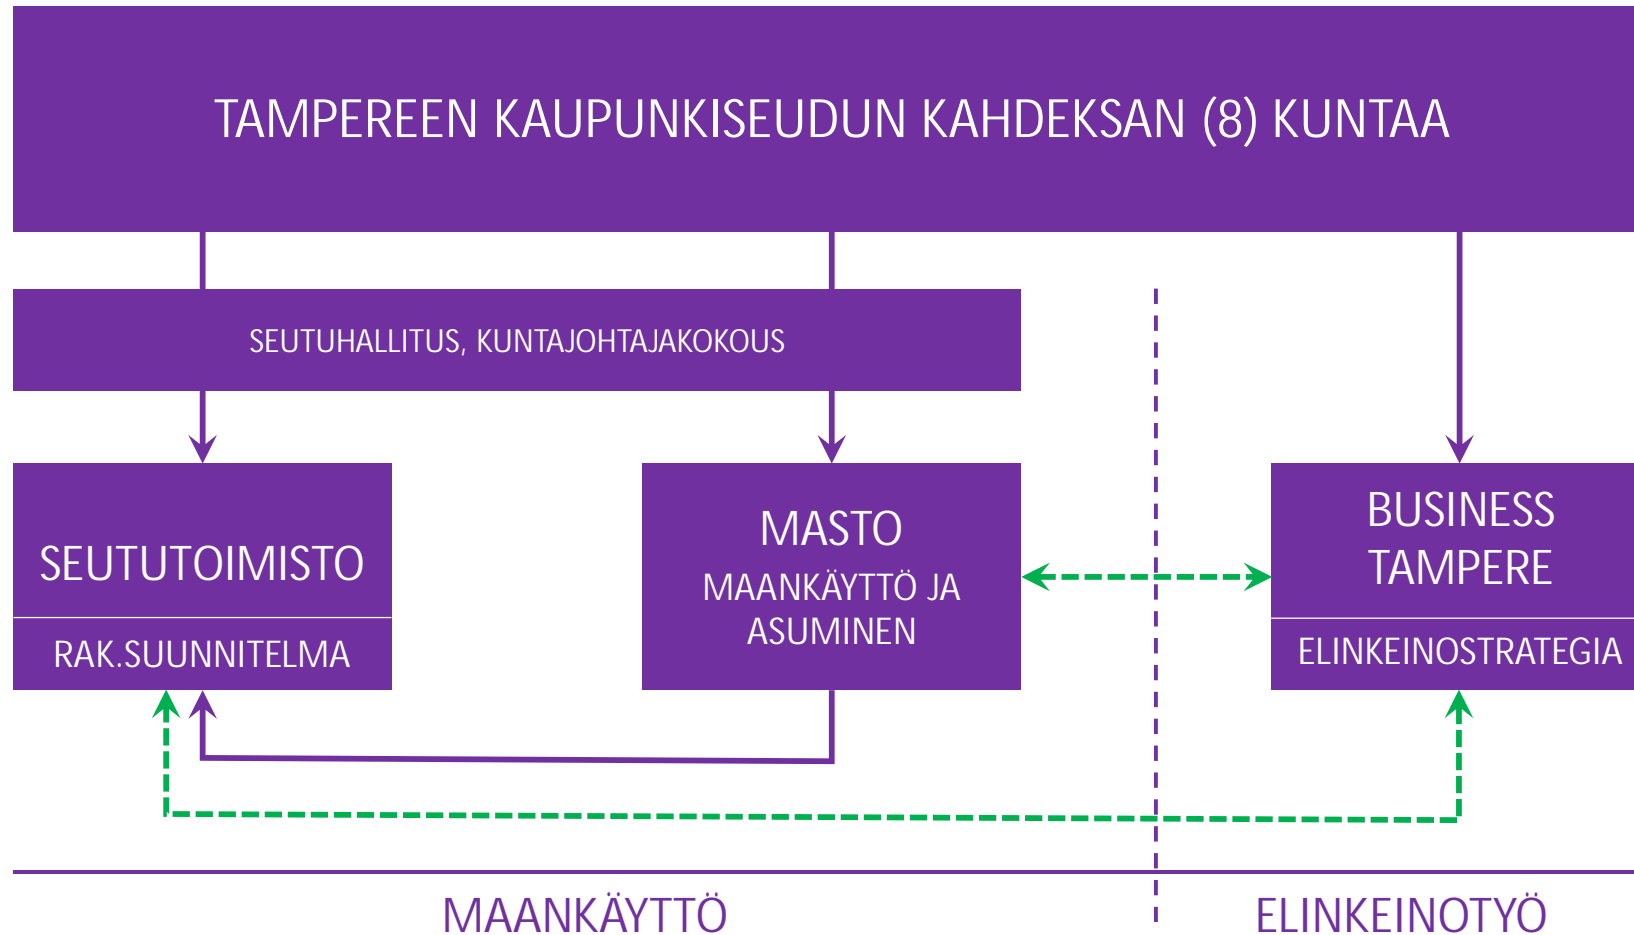 TAMPEREEN KAUPUNKISEUDUN KAHDEKSAN (8) KUNTAA
SEUTUHALLITUS, KUNTAJOHTAJAKOKOUS
SEUTUTOIMISTO
RAK.SUUNNITELMA
MASTO
MAANKÄYTTÖ JA
ASUMINEN
BUSINESS
TAMPERE
ELINKEINOSTRATEGIA
MAANKÄYTTÖ
ELINKEINOTYÖ